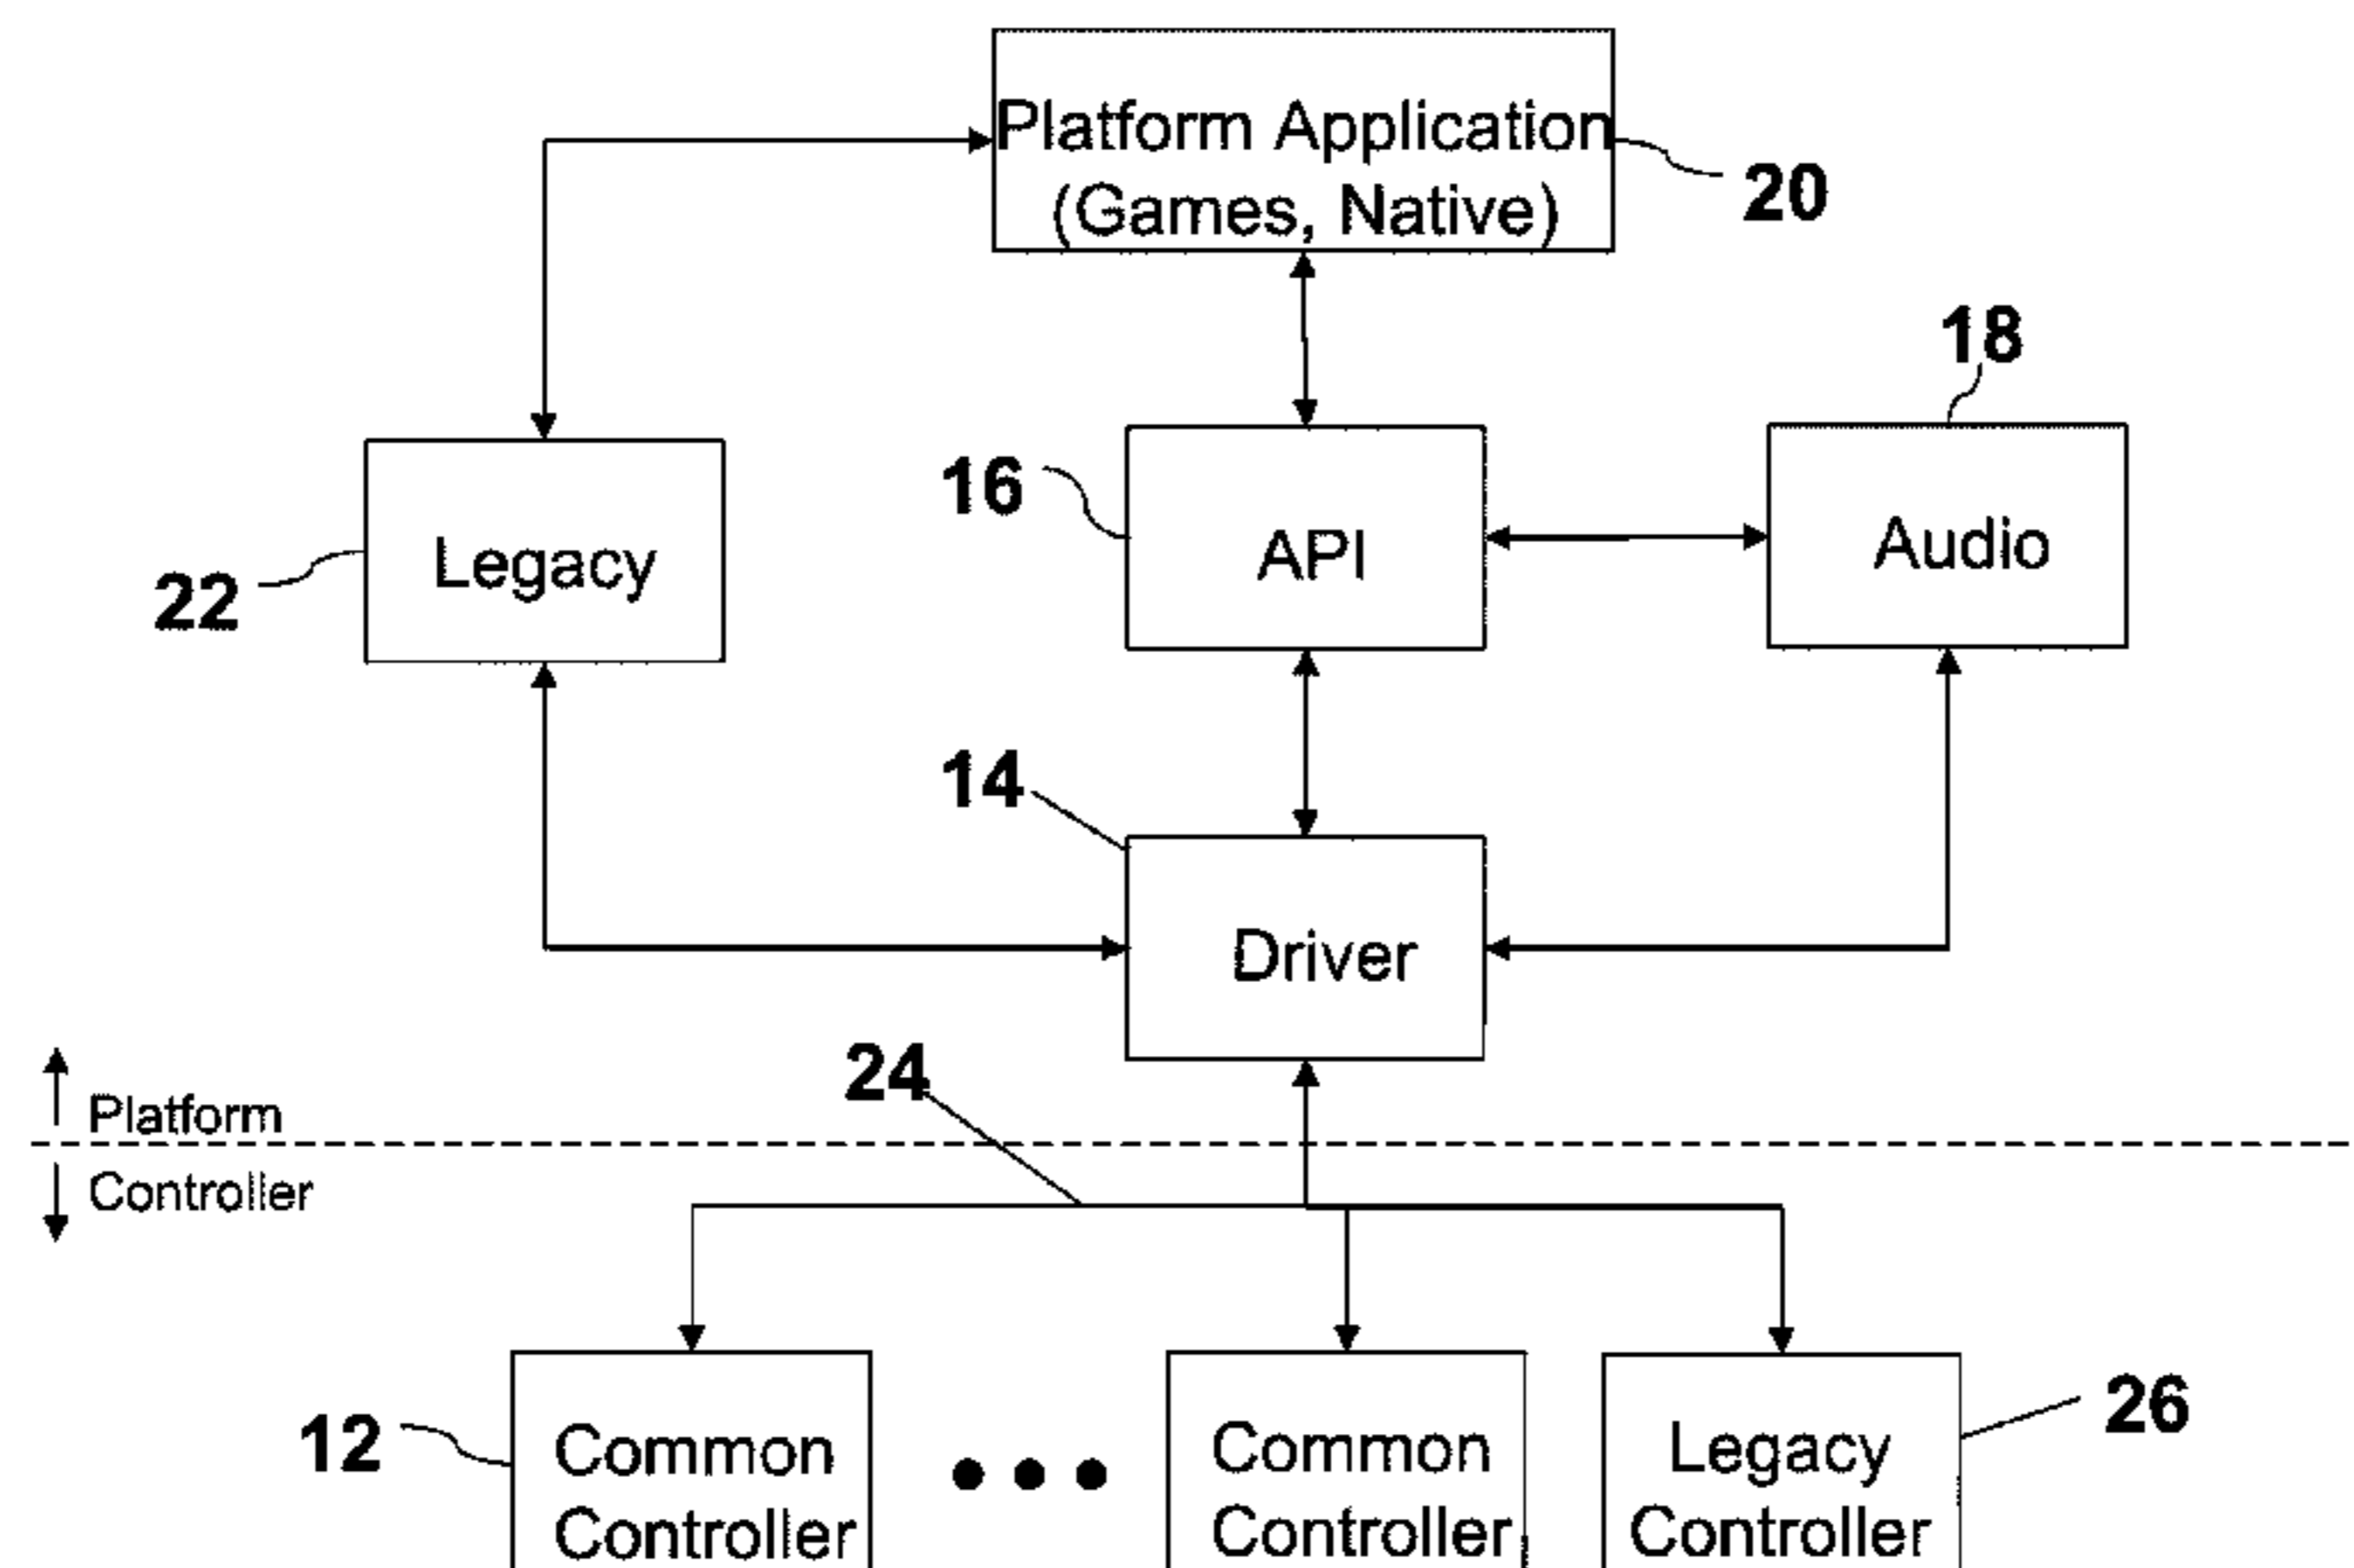 Platform Application
(Games, Native)
20
18
16
API
Audio
Legacy
22
14
Driver
24
Platform
Controller
12
Common
Controller
Common
Controller
Legacy
Controller
26